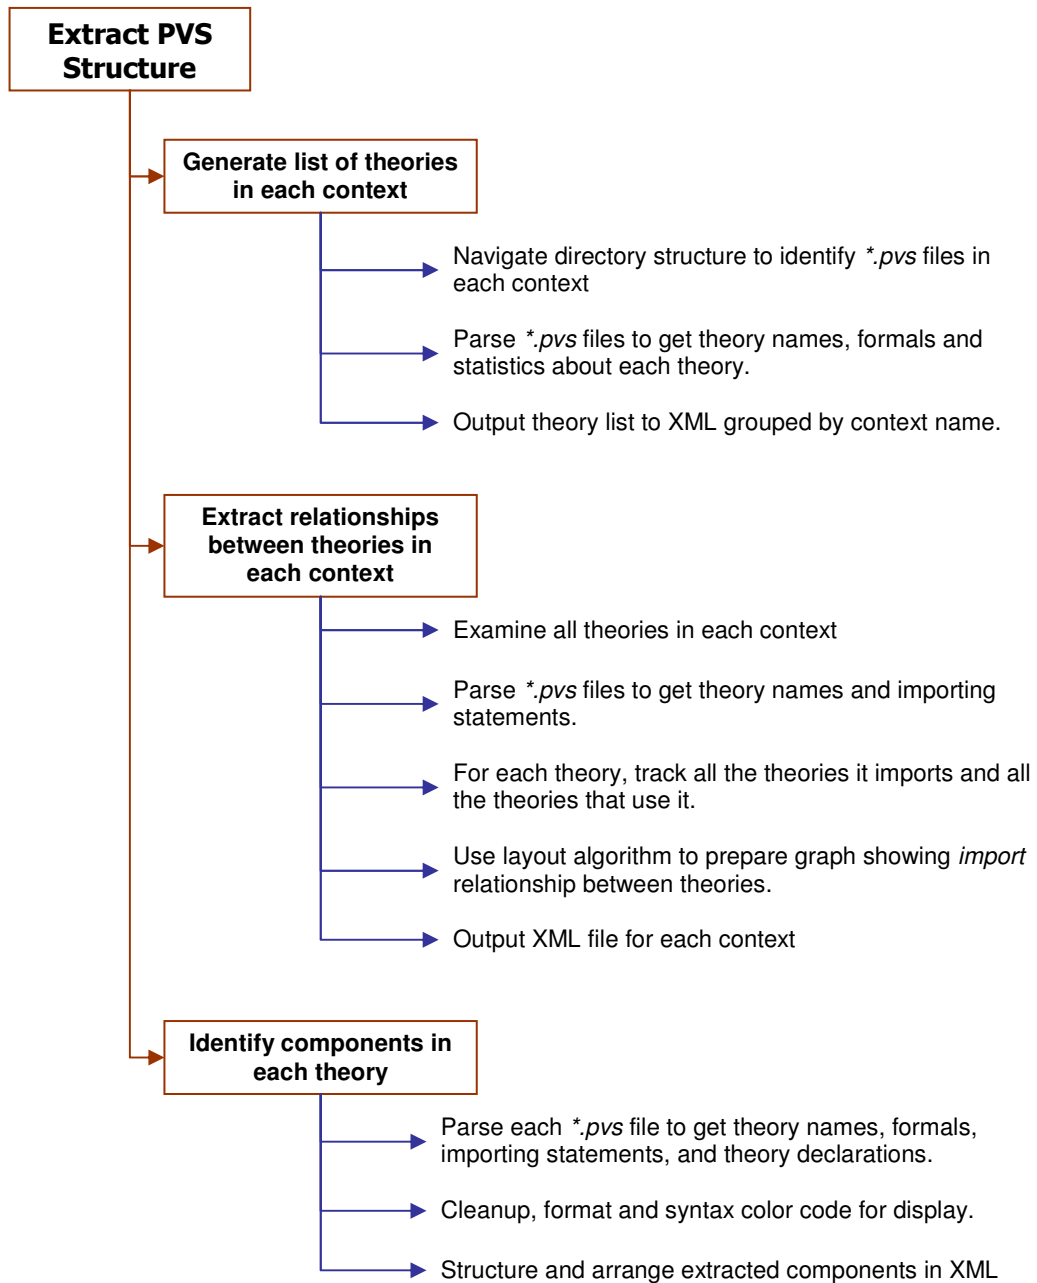 Extract PVS
Structure
Generate list of theories
in each context
Navigate directory structure to identify *.pvs files in
each context
Parse *.pvs files to get theory names, formals and
statistics about each theory.
Output theory list to XML grouped by context name.
Extract relationships
between theories in
each context
Examine all theories in each context
Parse *.pvs files to get theory names and importing
statements.
For each theory, track all the theories it imports and all
the theories that use it.
Use layout algorithm to prepare graph showing import
relationship between theories.
Output XML file for each context
Identify components in
each theory
Parse each *.pvs file to get theory names, formals,
importing statements, and theory declarations.
Cleanup, format and syntax color code for display.
Structure and arrange extracted components in XML